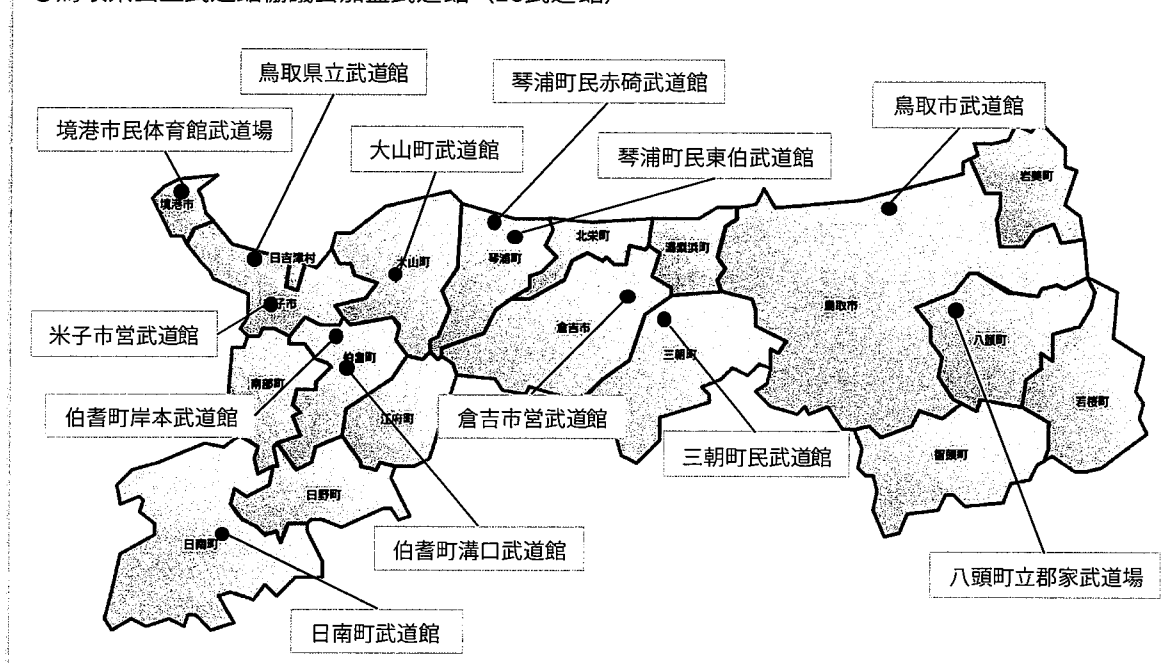 鳥取県立武道館
琴浦町民赤碕武道館
鳥取市武道館
境港市民体育館武道場
大山町武道館
琴浦町民東伯武道館
岩美町
境港市
北栄町
湯梨浜町
日吉津村
大山町
琴浦町
米子市営武道館
子市
倉吉市
鳥取市
伯耆町
三朝町
八頭町
南部町
伯耆町岸本武道館
江府町
倉吉市営武道館
若桜町
三朝町民武道館
智頭町
日野町
日南町
伯耆町溝口武道館
八頭町立郡家武道場
日南町武道館